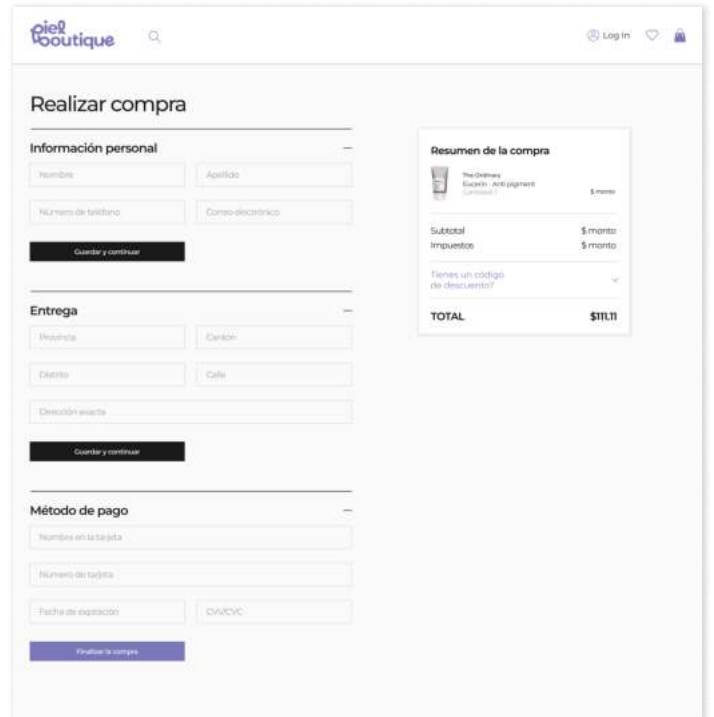 piel
boutique
Log In
Realizar compra
Información personal
Nombre
Apellido
Número de teléfono
Correo electrónico
Guardar y continuar
Entrega
Provincia
Canton
Distrito
Calle
Dirección exacta
Guardar y continuar
Método de pago
Nombre en la tarjeta
Número de tarjeta
Fecha de expiración
CVV/CVC
Finalizar la compra
Resumen de la compra
The Ordinary
Eucerin - Anti pigment
Cantidad: 1
$ monto
Subtotal
$ monto
Impuestos
$ monto
Tienes un código
de descuento?
TOTAL
$111.11